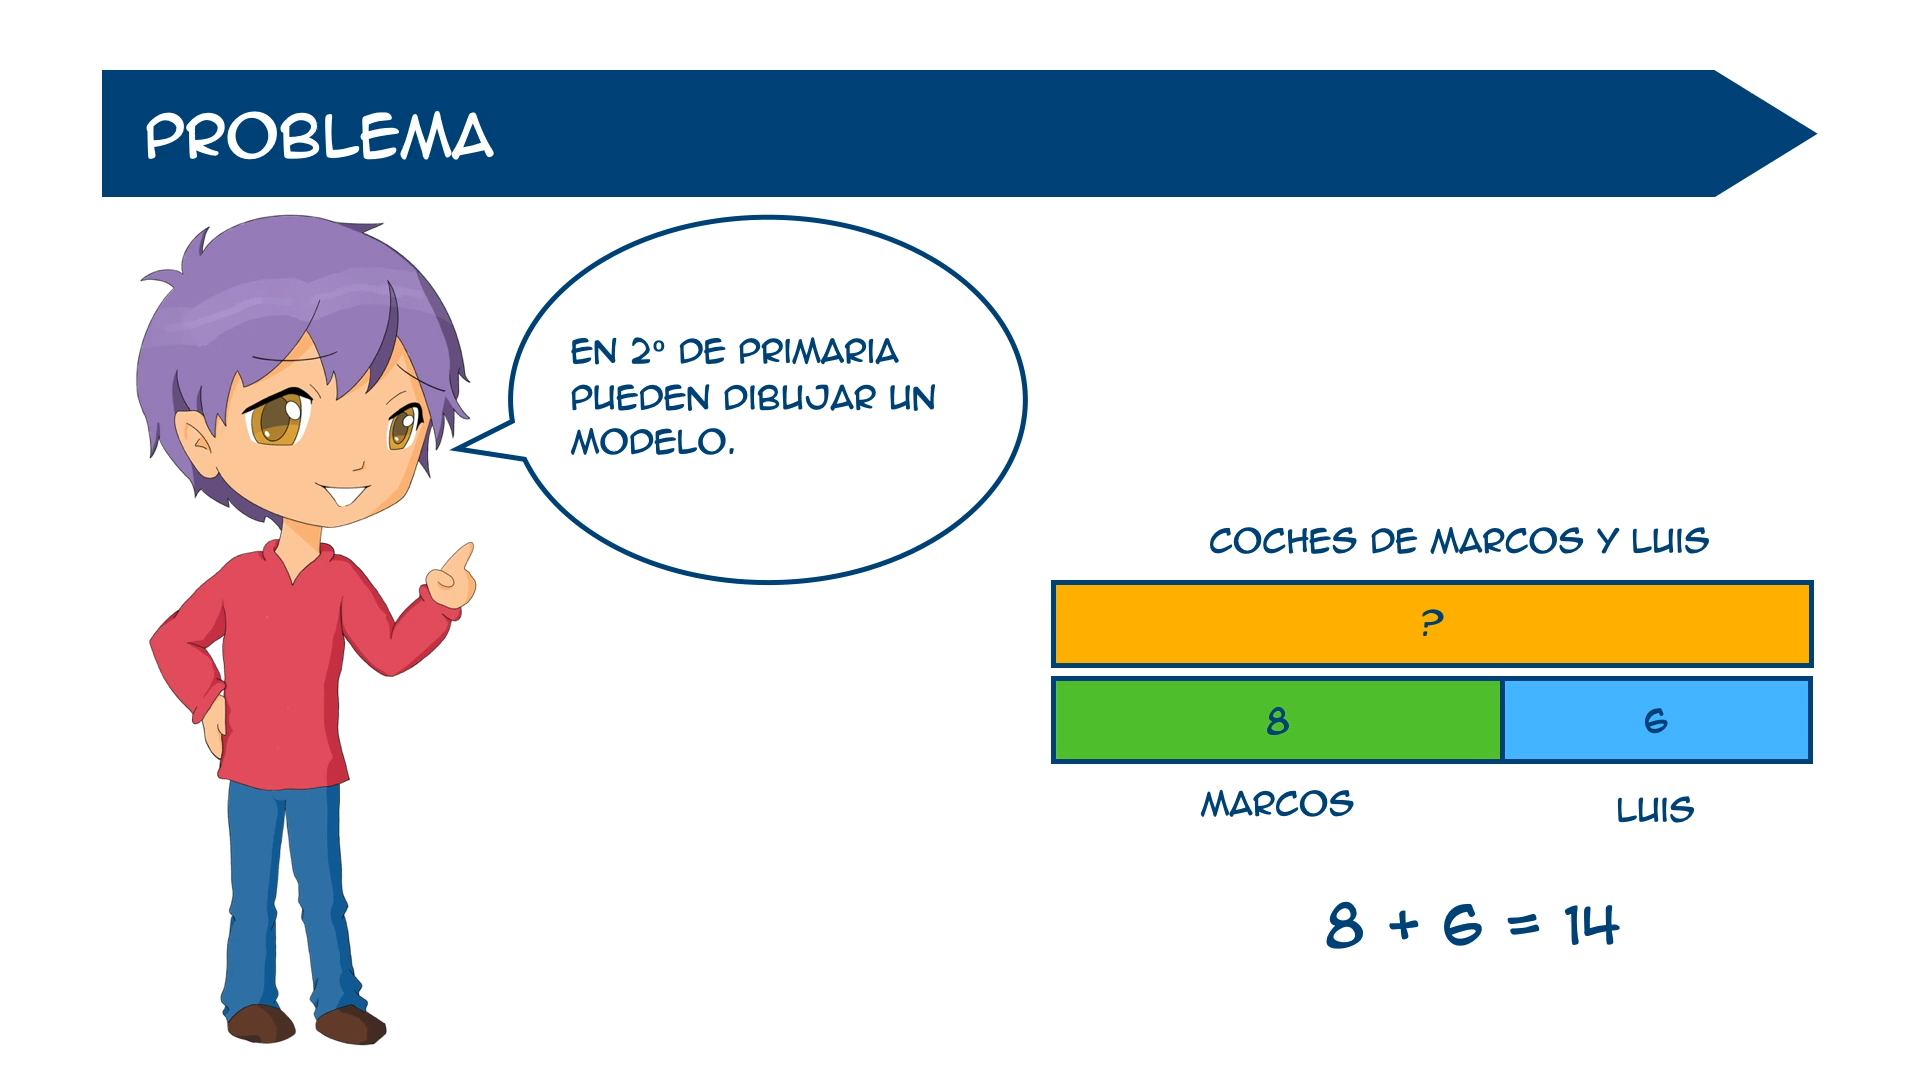 PROBLEMA
EN 2º DE PRIMARIA
PUEDEN DIBUJAR UN
MODELO.
COCHES DE MARCOS Y LUIS
?
8 6
MARCOS LUIS
8 + 6 = 14